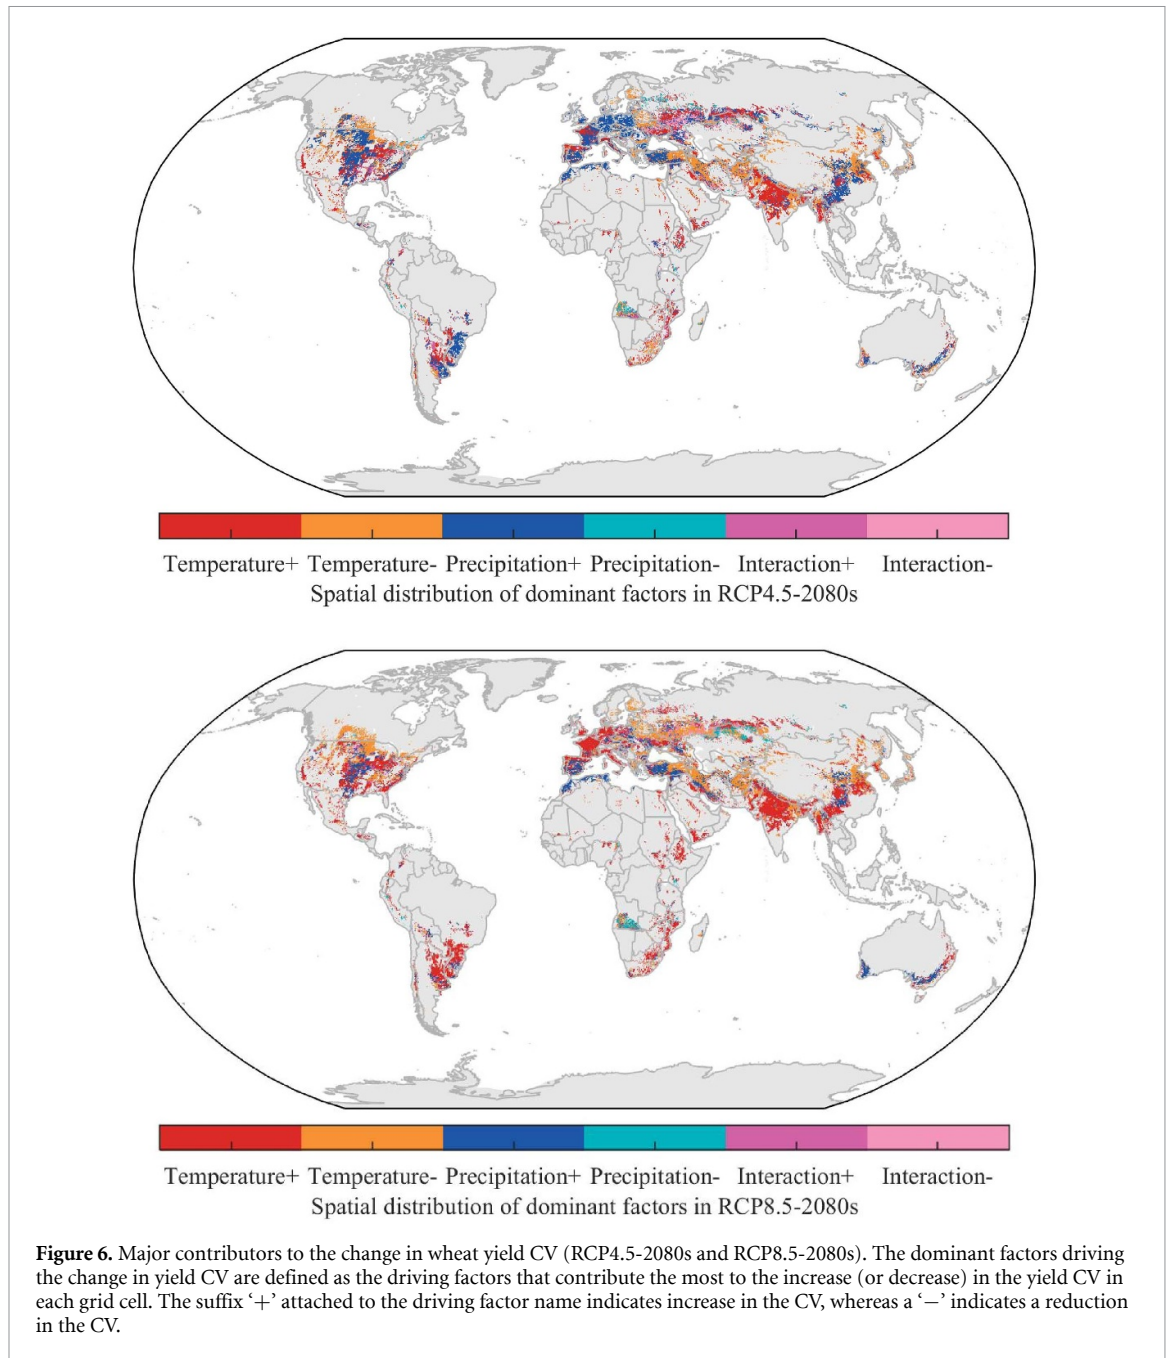 Temperature+ Temperature- Precipitation+ Precipitation- Interaction+ Interaction-
Spatial distribution of dominant factors in RCP4.5-2080s
Temperature+ Temperature- Precipitation+ Precipitation- Interaction+ Interaction-
Spatial distribution of dominant factors in RCP8.5-2080s
Figure 6. Major contributors to the change in wheat yield CV (RCP4.5-2080s and RCP8.5-2080s). The dominant factors driving
the change in yield CV are defined as the driving factors that contribute the most to the increase (or decrease) in the yield CV in
each grid cell. The suffix ‘+’ attached to the driving factor name indicates increase in the CV, whereas a ‘−’ indicates a reduction
in the CV.